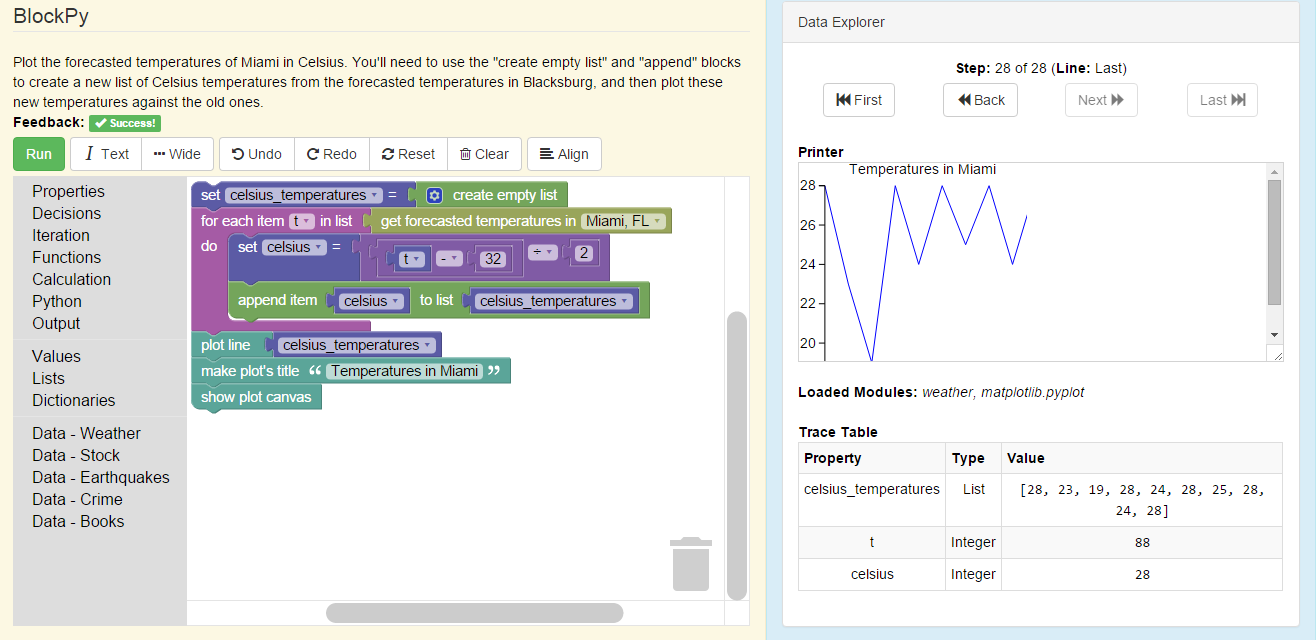 BlockPy
Plot the forecasted temperatures of Miami in Celsius. You'll need to use the "create empty list" and "append" blocks
to create a new list of Celsius temperatures from the forecasted temperatures in Blacksburg, and then plot these
new temperatures against the old ones.
Feedback: Success!
Run Text Wide Undo Redo Reset Clear Align
Properties
Decisions
Iteration
Functions
Calculation
Python
Output
Values
Lists
Dictionaries
Data - Weather
Data - Stock
Data - Earthquakes
Data - Crime
Data - Books
set celsius_temperatures = create empty list
for each item t in list get forecasted temperatures in Miami, FL
do set celsius = t - 32 ÷ 2
append item celsius to list celsius_temperatures
plot line celsius_temperatures
make plot's title “ Temperatures in Miami ”
show plot canvas
Data Explorer
Step: 28 of 28 (Line: Last)
First Back Next Last
Printer
Temperatures in Miami
28
26
24
22
20
Loaded Modules: weather, matplotlib.pyplot
Trace Table
Property Type Value
celsius_temperatures List [28, 23, 19, 28, 24, 28, 25, 28,
24, 28]
t Integer 88
celsius Integer 28